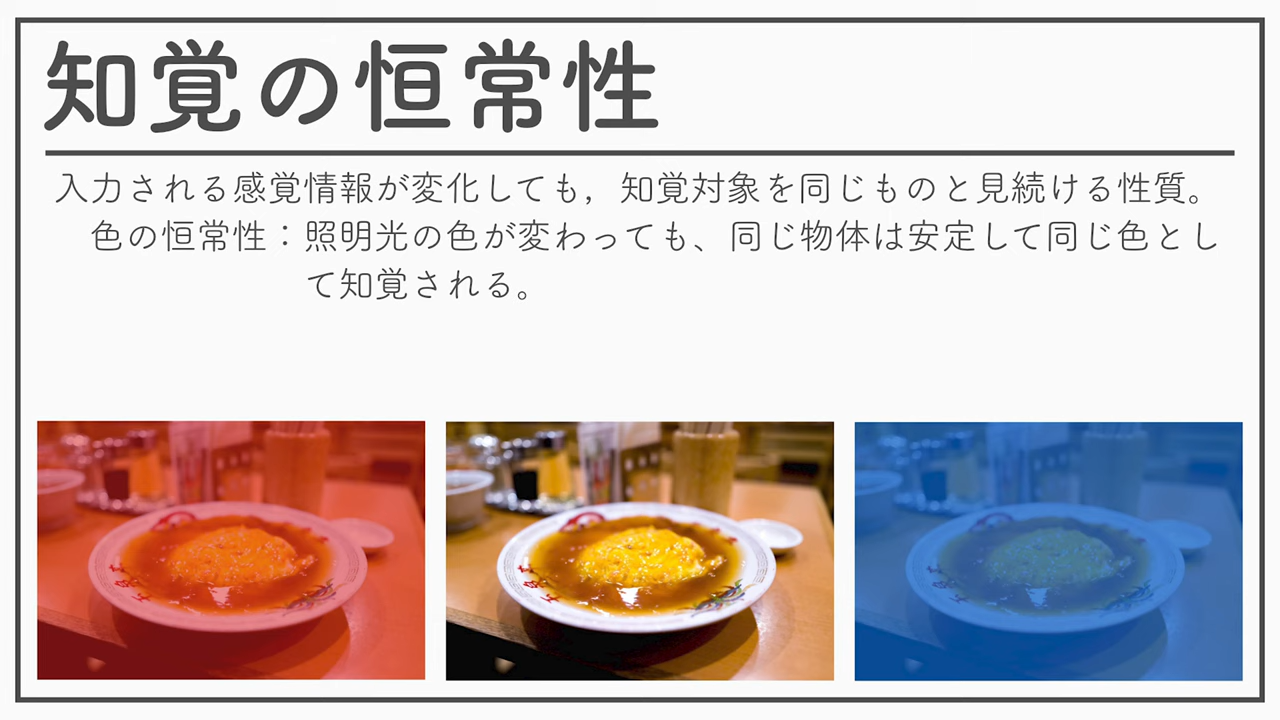 知覚の恒常性
入力される感覚情報が変化しても，知覚対象を同じものと見続ける性質。
色の恒常性：照明光の色が変わっても、同じ物体は安定して同じ色とし
て知覚される。